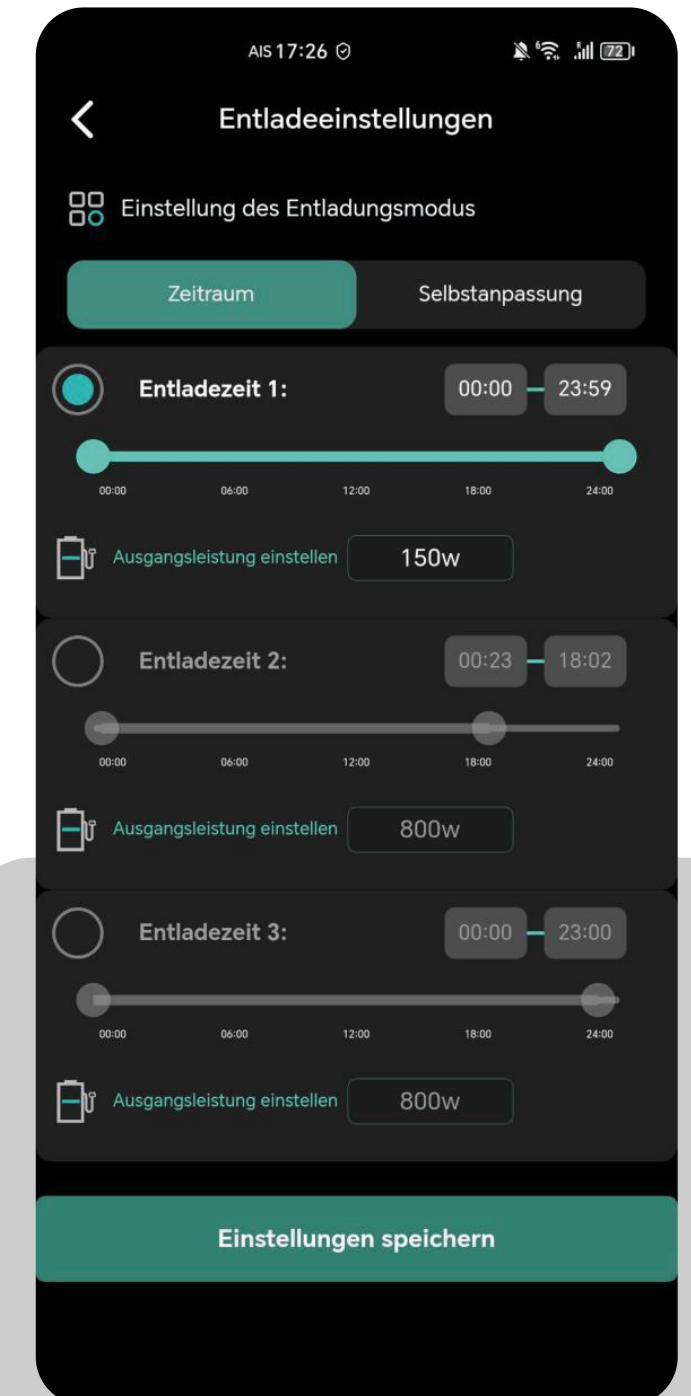 AIS 17:26 6 72
Entladeeinstellungen
Einstellung des Entladungsmodus
Zeitraum Selbstanpassung
Entladezeit 1: 00:00 23:59
00:00 06:00 12:00 18:00 24:00
Ausgangsleistung einstellen 150w
Entladezeit 2: 00:23 18:02
00:00 06:00 12:00 18:00 24:00
Ausgangsleistung einstellen 800w
Entladezeit 3: 00:00 23:00
00:00 06:00 12:00 18:00 24:00
Ausgangsleistung einstellen 800w
Einstellungen speichern